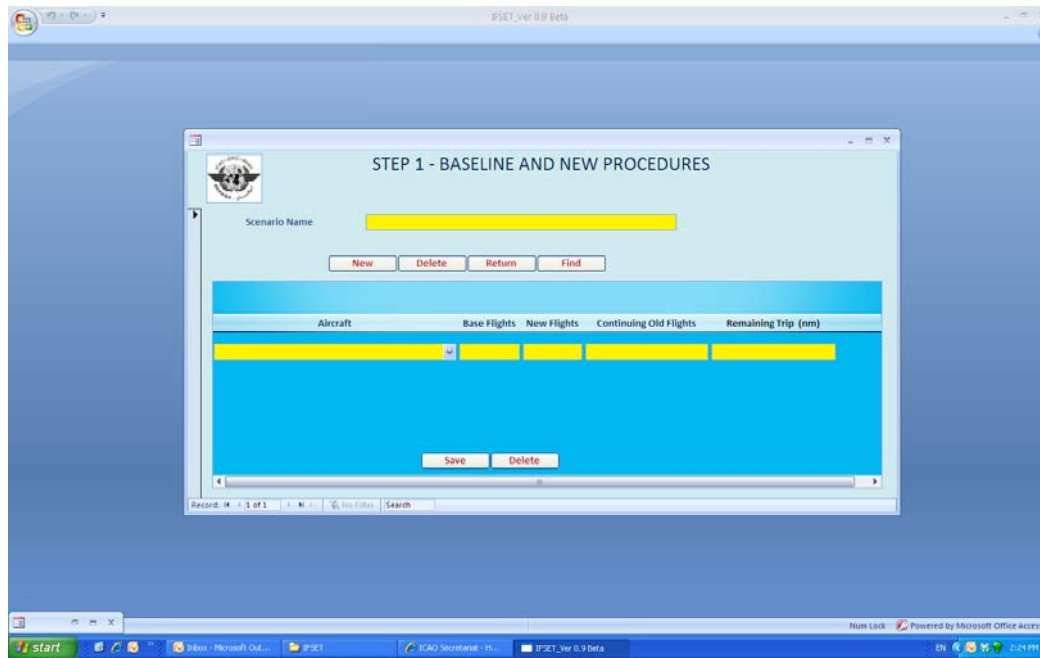 IFSET_Ver 0.9 Beta
STEP 1 - BASELINE AND NEW PROCEDURES
Scenario Name
New Delete Return Find
Aircraft Base Flights New Flights Continuing Old Flights Remaining Trip (nm)
Save Delete
Record: 1 of 1 No Filter Search
Num Lock Powered by Microsoft Office Acces
start Inbox - Microsoft Out... IFSET ICAO Secretariat - H... IFSET_Ver 0.9 Beta EN 2:24 PM